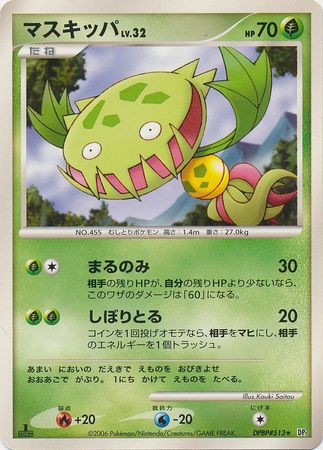 マスキッパ LV.32 HP 70
たね
NO.455 むしとりポケモン 高さ：1.4m 重さ：27.0kg
まるのみ 30
相手の残りHPが、自分の残りHPより少ないなら、
このワザのダメージは「60」になる。
しぼりとる 20
コインを1回投げオモテなら、相手をマヒにし、相手の
エネルギーを1個トラッシュ。
あまい においの だえきで えものを おびきよせ
おおあごで がぶり。 1にち かけて えものを たべる。
Illus. Kouki Saitou
弱点 +20 抵抗力 -20 にげる
1 ©2006 Pokémon/Nintendo/Creatures/GAME FREAK. DPBP#513★ DP1